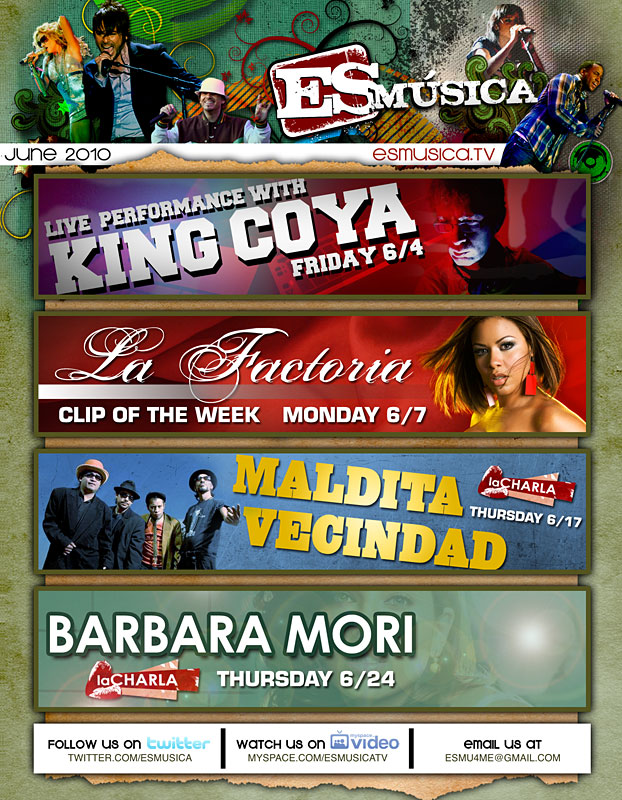 ESMÚSICA
JUNE 2010
esmusica.tv
LIVE PERFORMANCE WITH
KING COYA
FRIDAY 6/4
La Factoria
CLIP OF THE WEEK MONDAY 6/7
MALDITA
VECINDAD
laCHARLA
THURSDAY 6/17
BARBARA MORI
laCHARLA THURSDAY 6/24
FOLLOW US ON twitter
TWITTER.COM/ESMUSICA
WATCH US ON myspace video
MYSPACE.COM/ESMUSICATV
EMAIL US AT
ESMU4ME@GMAIL.COM